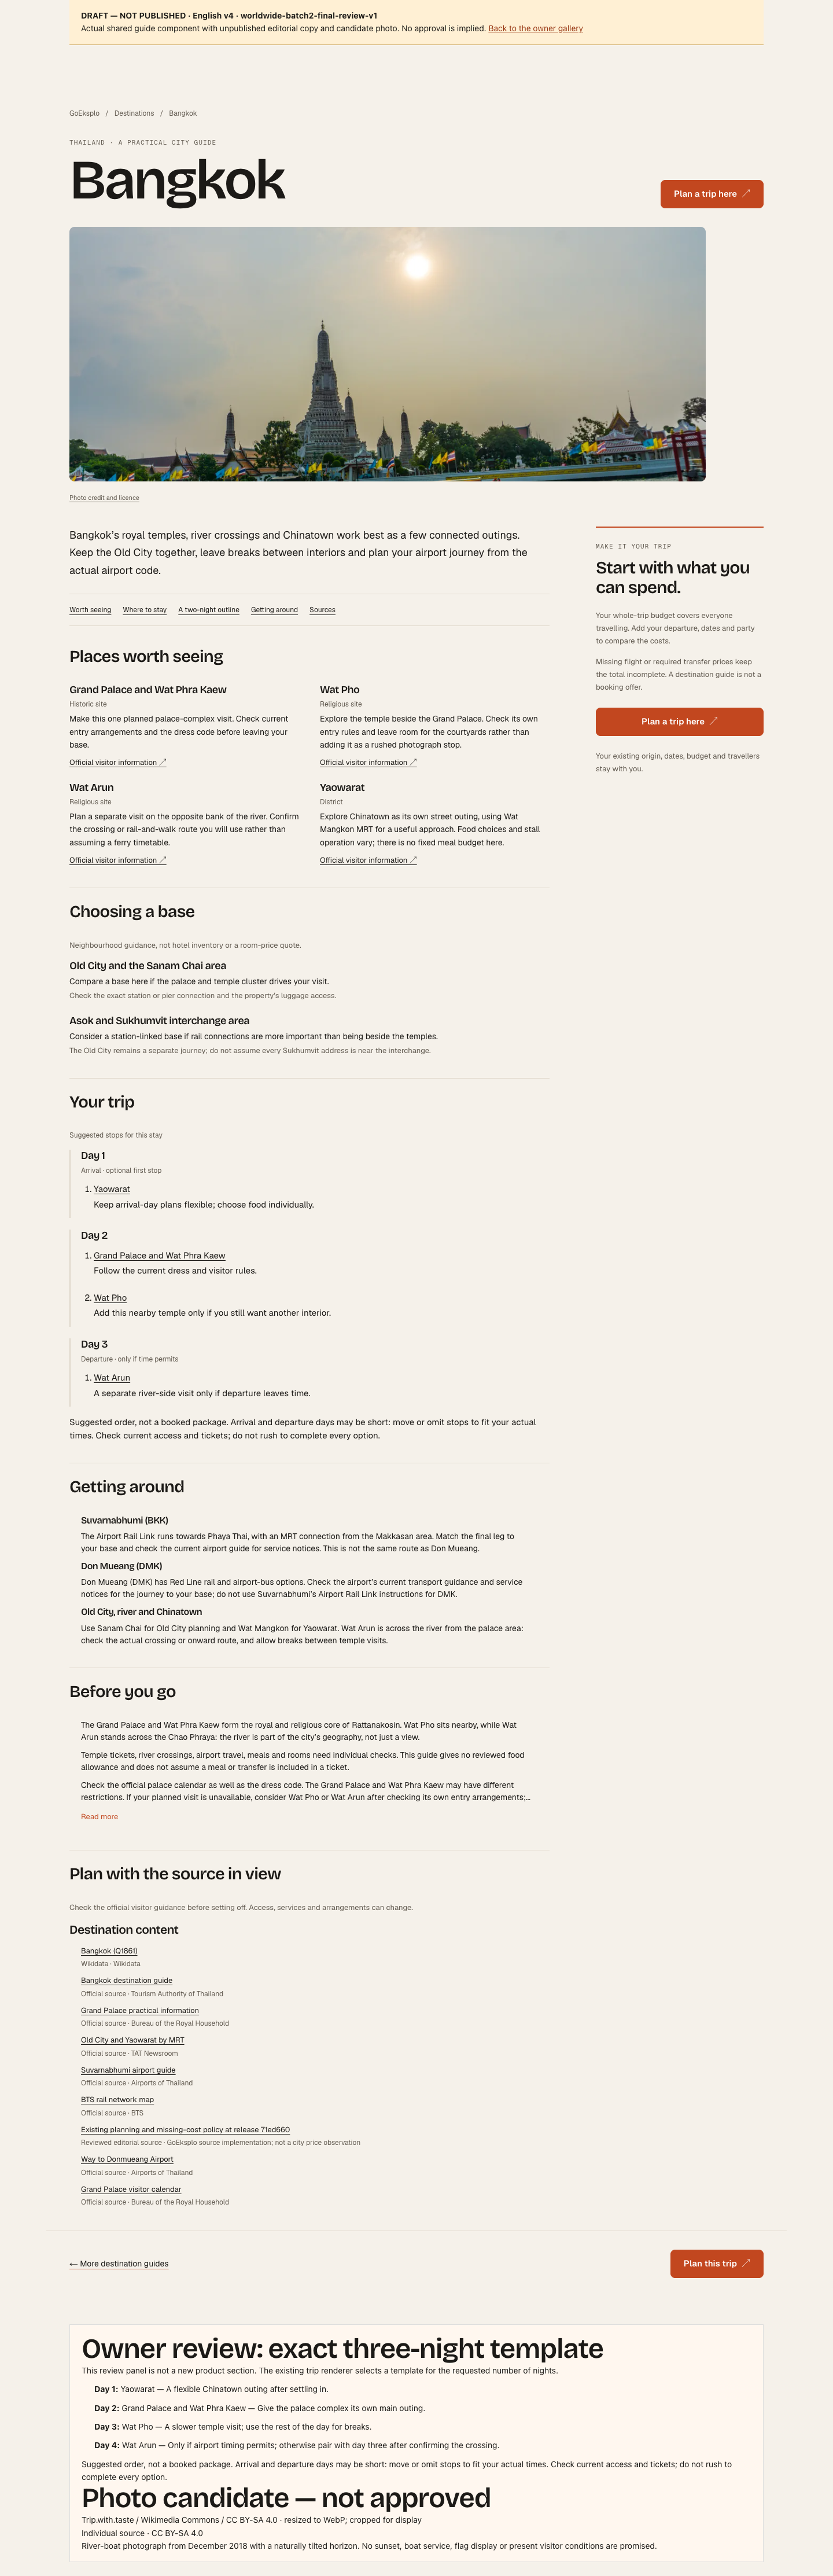 DRAFT — NOT PUBLISHED · English v4 · worldwide-batch2-final-review-v1
Actual shared guide component with unpublished editorial copy and candidate photo. No approval is implied. Back to the owner gallery
GoEksplo / Destinations / Bangkok
THAILAND · A PRACTICAL CITY GUIDE
Bangkok
Plan a trip here ↗
Photo credit and licence
Bangkok's royal temples, river crossings and Chinatown work best as a few connected outings.
Keep the Old City together, leave breaks between interiors and plan your airport journey from the
actual airport code.
Worth seeing Where to stay A two-night outline Getting around Sources
MAKE IT YOUR TRIP
Start with what you
can spend.
Your whole-trip budget covers everyone
travelling. Add your departure, dates and party
to compare the costs.
Missing flight or required transfer prices keep
the total incomplete. A destination guide is not a
booking offer.
Plan a trip here ↗
Your existing origin, dates, budget and travellers
stay with you.
Places worth seeing
Grand Palace and Wat Phra Kaew
Historic site
Make this one planned palace-complex visit. Check current
entry arrangements and the dress code before leaving your
base.
Official visitor information ↗
Wat Pho
Religious site
Explore the temple beside the Grand Palace. Check its own
entry rules and leave room for the courtyards rather than
adding it as a rushed photograph stop.
Official visitor information ↗
Wat Arun
Religious site
Plan a separate visit on the opposite bank of the river. Confirm
the crossing or rail-and-walk route you will use rather than
assuming a ferry timetable.
Official visitor information ↗
Yaowarat
District
Explore Chinatown as its own street outing, using Wat
Mangkon MRT for a useful approach. Food choices and stall
operation vary; there is no fixed meal budget here.
Official visitor information ↗
Choosing a base
Neighbourhood guidance, not hotel inventory or a room-price quote.
Old City and the Sanam Chai area
Compare a base here if the palace and temple cluster drives your visit.
Check the exact station or pier connection and the property's luggage access.
Asok and Sukhumvit interchange area
Consider a station-linked base if rail connections are more important than being beside the temples.
The Old City remains a separate journey; do not assume every Sukhumvit address is near the interchange.
Your trip
Suggested stops for this stay
Day 1
Arrival · optional first stop
1. Yaowarat
Keep arrival-day plans flexible; choose food individually.
Day 2
1. Grand Palace and Wat Phra Kaew
Follow the current dress and visitor rules.
2. Wat Pho
Add this nearby temple only if you still want another interior.
Day 3
Departure · only if time permits
1. Wat Arun
A separate river-side visit only if departure leaves time.
Suggested order, not a booked package. Arrival and departure days may be short: move or omit stops to fit your actual
times. Check current access and tickets; do not rush to complete every option.
Getting around
Suvarnabhumi (BKK)
The Airport Rail Link runs towards Phaya Thai, with an MRT connection from the Makkasan area. Match the final leg to
your base and check the current airport guide for service notices. This is not the same route as Don Mueang.
Don Mueang (DMK)
Don Mueang (DMK) has Red Line rail and airport-bus options. Check the airport's current transport guidance and service
notices for the journey to your base; do not use Suvarnabhumi's Airport Rail Link instructions for DMK.
Old City, river and Chinatown
Use Sanam Chai for Old City planning and Wat Mangkon for Yaowarat. Wat Arun is across the river from the palace area:
check the actual crossing or onward route, and allow breaks between temple visits.
Before you go
The Grand Palace and Wat Phra Kaew form the royal and religious core of Rattanakosin. Wat Pho sits nearby, while Wat
Arun stands across the Chao Phraya: the river is part of the city's geography, not just a view.
Temple tickets, river crossings, airport travel, meals and rooms need individual checks. This guide gives no reviewed food
allowance and does not assume a meal or transfer is included in a ticket.
Check the official palace calendar as well as the dress code. The Grand Palace and Wat Phra Kaew may have different
restrictions. If your planned visit is unavailable, consider Wat Pho or Wat Arun after checking its own entry arrangements;...
Read more
Plan with the source in view
Check the official visitor guidance before setting off. Access, services and arrangements can change.
Destination content
Bangkok (Q1861)
Wikidata · Wikidata
Bangkok destination guide
Official source · Tourism Authority of Thailand
Grand Palace practical information
Official source · Bureau of the Royal Household
Old City and Yaowarat by MRT
Official source · TAT Newsroom
Suvarnabhumi airport guide
Official source · Airports of Thailand
BTS rail network map
Official source · BTS
Existing planning and missing-cost policy at release 71ed660
Reviewed editorial source · GoEksplo source implementation; not a city price observation
Way to Donmueang Airport
Official source · Airports of Thailand
Grand Palace visitor calendar
Official source · Bureau of the Royal Household
← More destination guides
Plan this trip ↗
Owner review: exact three-night template
This review panel is not a new product section. The existing trip renderer selects a template for the requested number of nights.
Day 1: Yaowarat — A flexible Chinatown outing after settling in.
Day 2: Grand Palace and Wat Phra Kaew — Give the palace complex its own main outing.
Day 3: Wat Pho — A slower temple visit; use the rest of the day for breaks.
Day 4: Wat Arun — Only if airport timing permits; otherwise pair with day three after confirming the crossing.
Suggested order, not a booked package. Arrival and departure days may be short: move or omit stops to fit your actual times. Check current access and tickets; do not rush to
complete every option.
Photo candidate — not approved
Trip.with.taste / Wikimedia Commons / CC BY-SA 4.0 · resized to WebP; cropped for display
Individual source · CC BY-SA 4.0
River-boat photograph from December 2018 with a naturally tilted horizon. No sunset, boat service, flag display or present visitor conditions are promised.